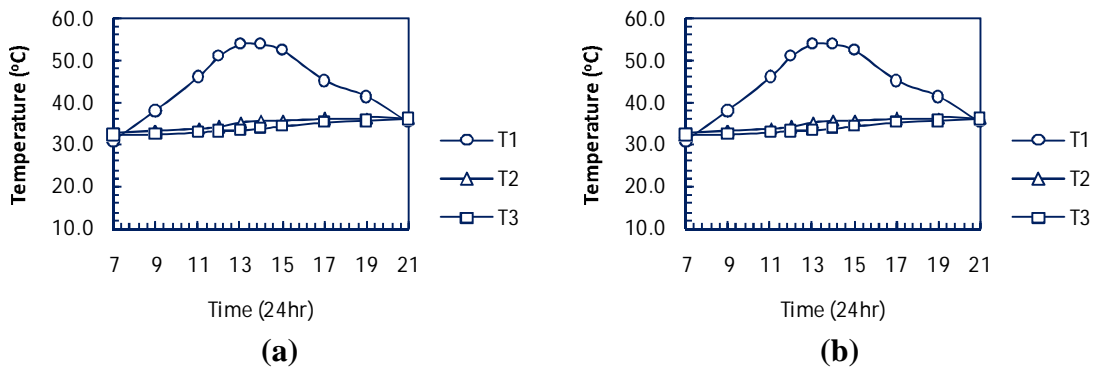 60.0
50.0
40.0
30.0
20.0
10.0
Temperature (ºC)
7 9 11 13 15 17 19 21
Time (24hr)
T1
T2
T3
(a)
60.0
50.0
40.0
30.0
20.0
10.0
Temperature (ºC)
7 9 11 13 15 17 19 21
Time (24hr)
T1
T2
T3
(b)